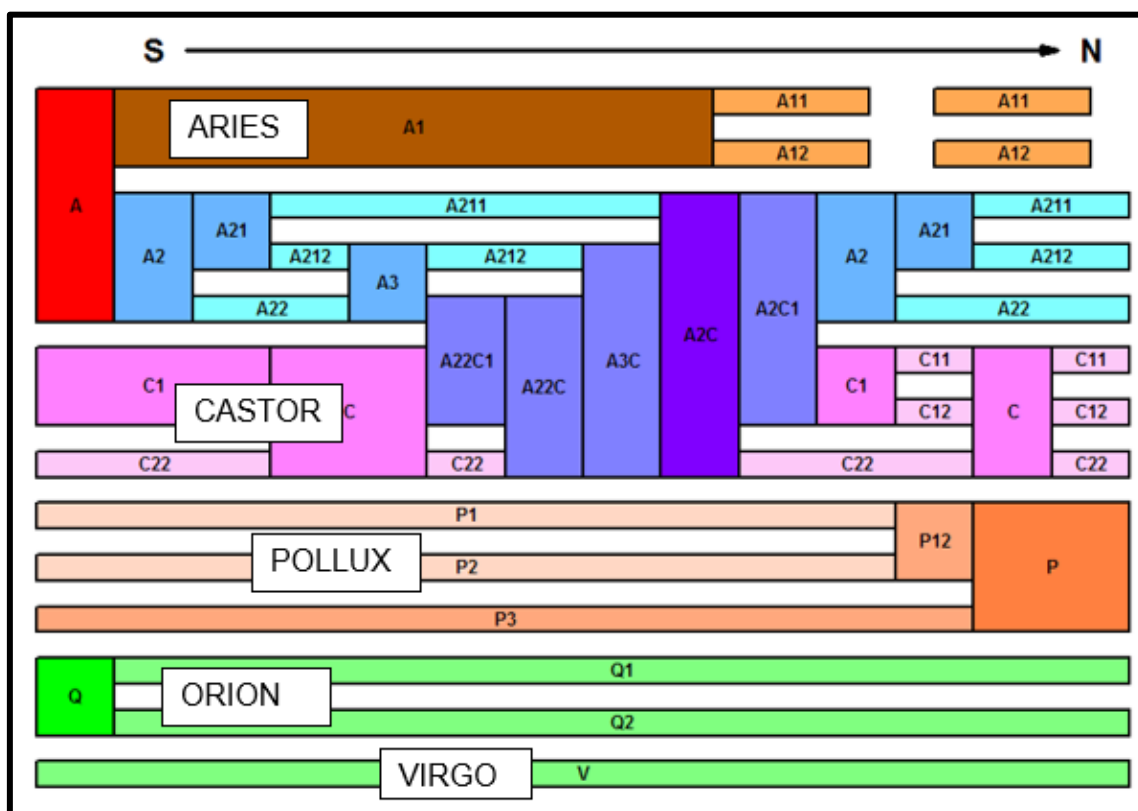 S N
A11 A11
ARIES A1
A12 A12
A
A211 A211
A21 A21
A2 A212 A3 A212 A2 A212
A22 A22
A22C1 A22C A3C A2C A2C1
C1 C C1 C11 C C11
CASTOR C12 C12
C22 C22 C22 C22
P1
P12 P
POLLUX P2
P3
Q1
Q ORION
Q2
VIRGO V